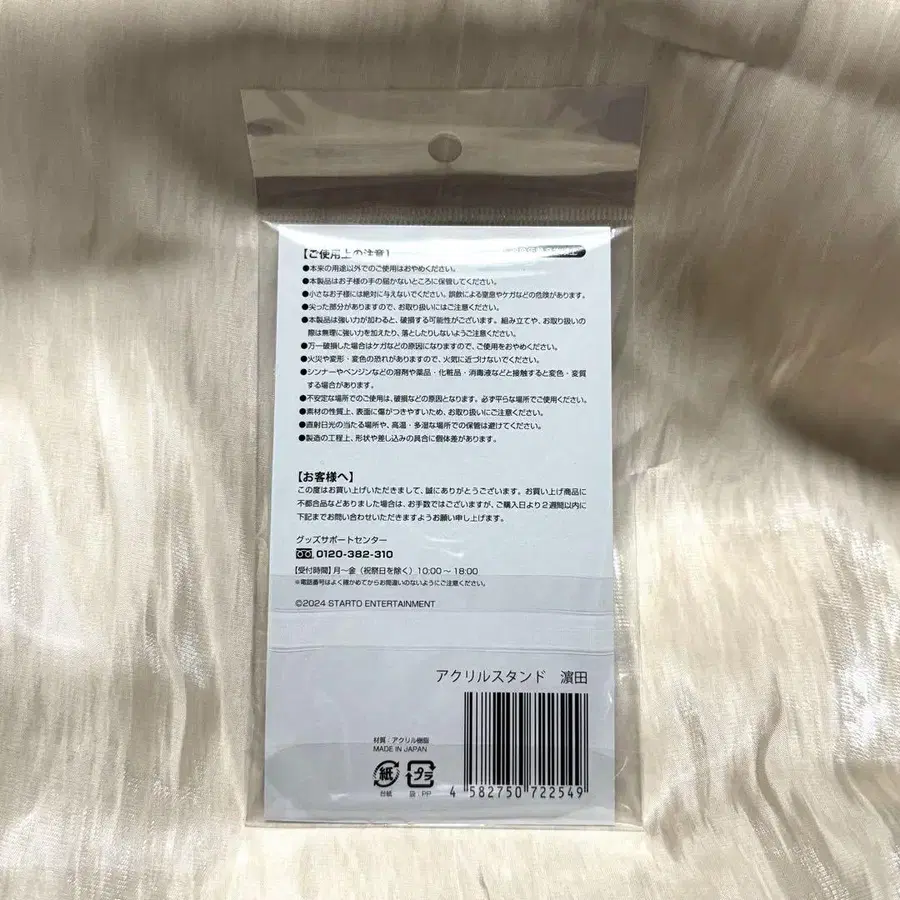 【ご使用上の注意】
●本来の用途以外でのご使用はおやめください。
●本製品はお子様の手の届かないところに保管してください。
●小さなお子様には絶対に与えないでください。誤飲による窒息やケガなどの危険があります。
●尖った部分がありますので、お取り扱いにはご注意ください。
●本製品は強い力が加わると、破損する可能性がございます。組み立てや、お取り扱いの
際は無理に強い力を加えたり、落としたりしないようご注意ください。
●万一破損した場合はケガなどの原因になりますので、ご使用をおやめください。
●火災や変形・変色の恐れがありますので、火気に近づけないでください。
●シンナーやベンジンなどの溶剤や薬品・化粧品・消毒液などと接触すると変色・変質
する場合があります。
●不安定な場所でのご使用は、破損などの原因となります。必ず平らな場所でご使用ください。
●素材の性質上、表面に傷がつきやすいため、お取り扱いにご注意ください。
●直射日光の当たる場所や、高温・多湿な場所での保管は避けてください。
●製造の工程上、形状や差し込みの具合に個体差があります。
【お客様へ】
この度はお買い上げいただきまして、誠にありがとうございます。お買い上げ商品に
不都合品などありました場合は、お手数ではございますが、ご購入日より2週間以内に
下記までお問い合わせいただきますようお願い申し上げます。
グッズサポートセンター
0120-382-310
【受付時間】月～金（祝祭日を除く）10:00～18:00
※電話番号はよく確かめてからお間違いのないようにご注意ください。
©2024 STARTO ENTERTAINMENT
アクリルスタンド 濵田
材質：アクリル樹脂
MADE IN JAPAN
紙 プラ
台紙 袋：PP
4 582750 722549